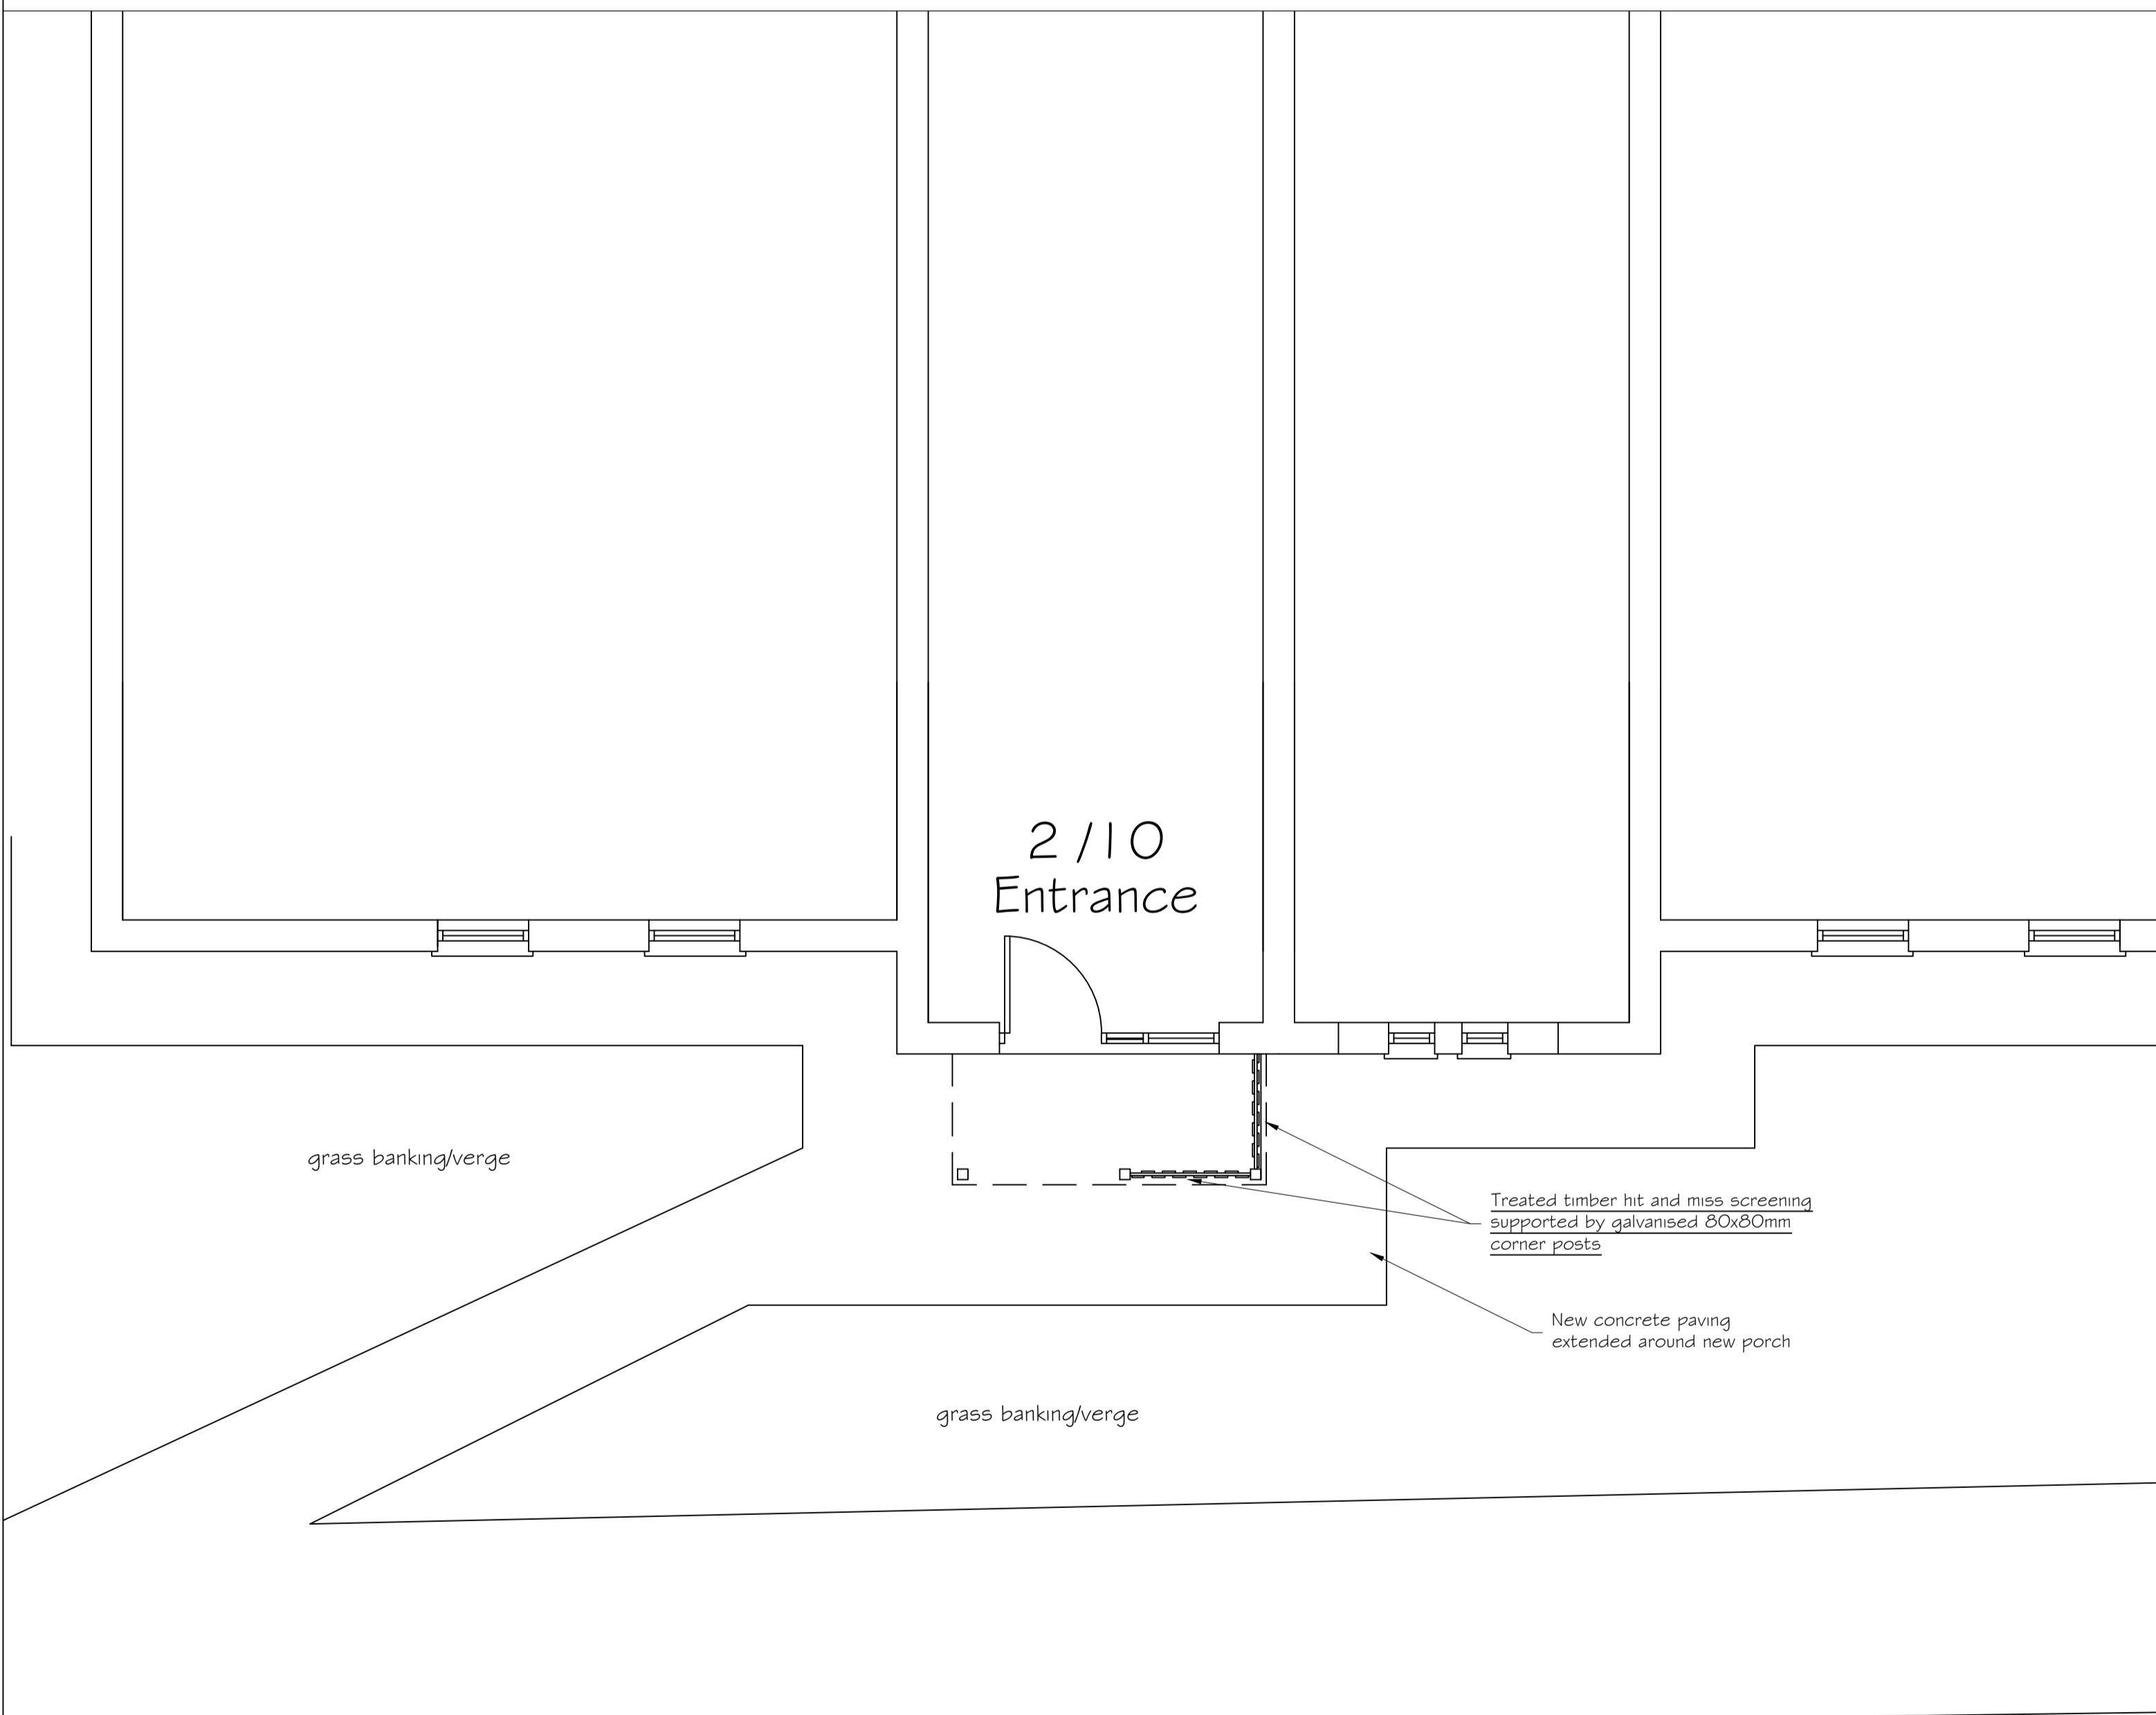 2 /10
Entrance
grass banking/verge
Treated timber hit and miss screening
supported by galvanised 80x80mm
corner posts
New concrete paving
extended around new porch
grass banking/verge